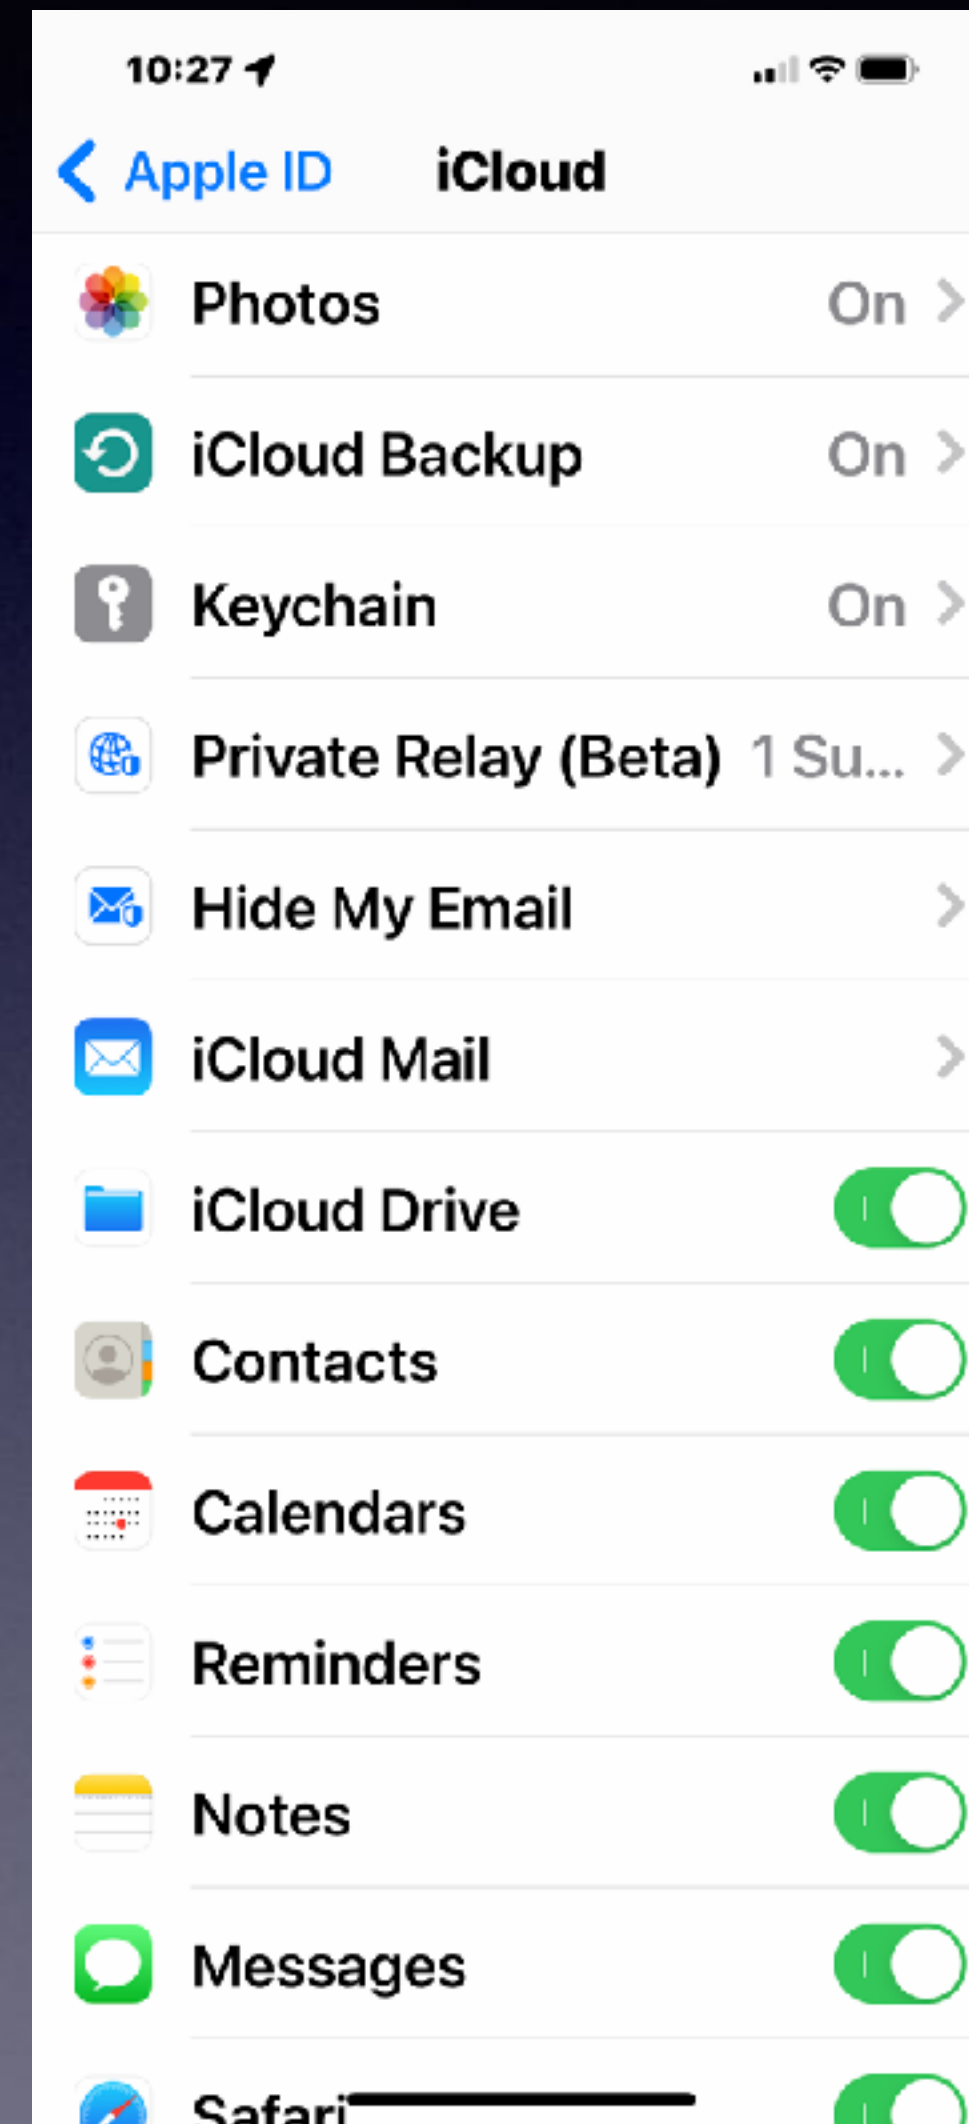 10:27
Apple ID iCloud
Photos On
iCloud Backup On
Keychain On
Private Relay (Beta) 1 Su...
Hide My Email
iCloud Mail
iCloud Drive
Contacts
Calendars
Reminders
Notes
Messages
Safari